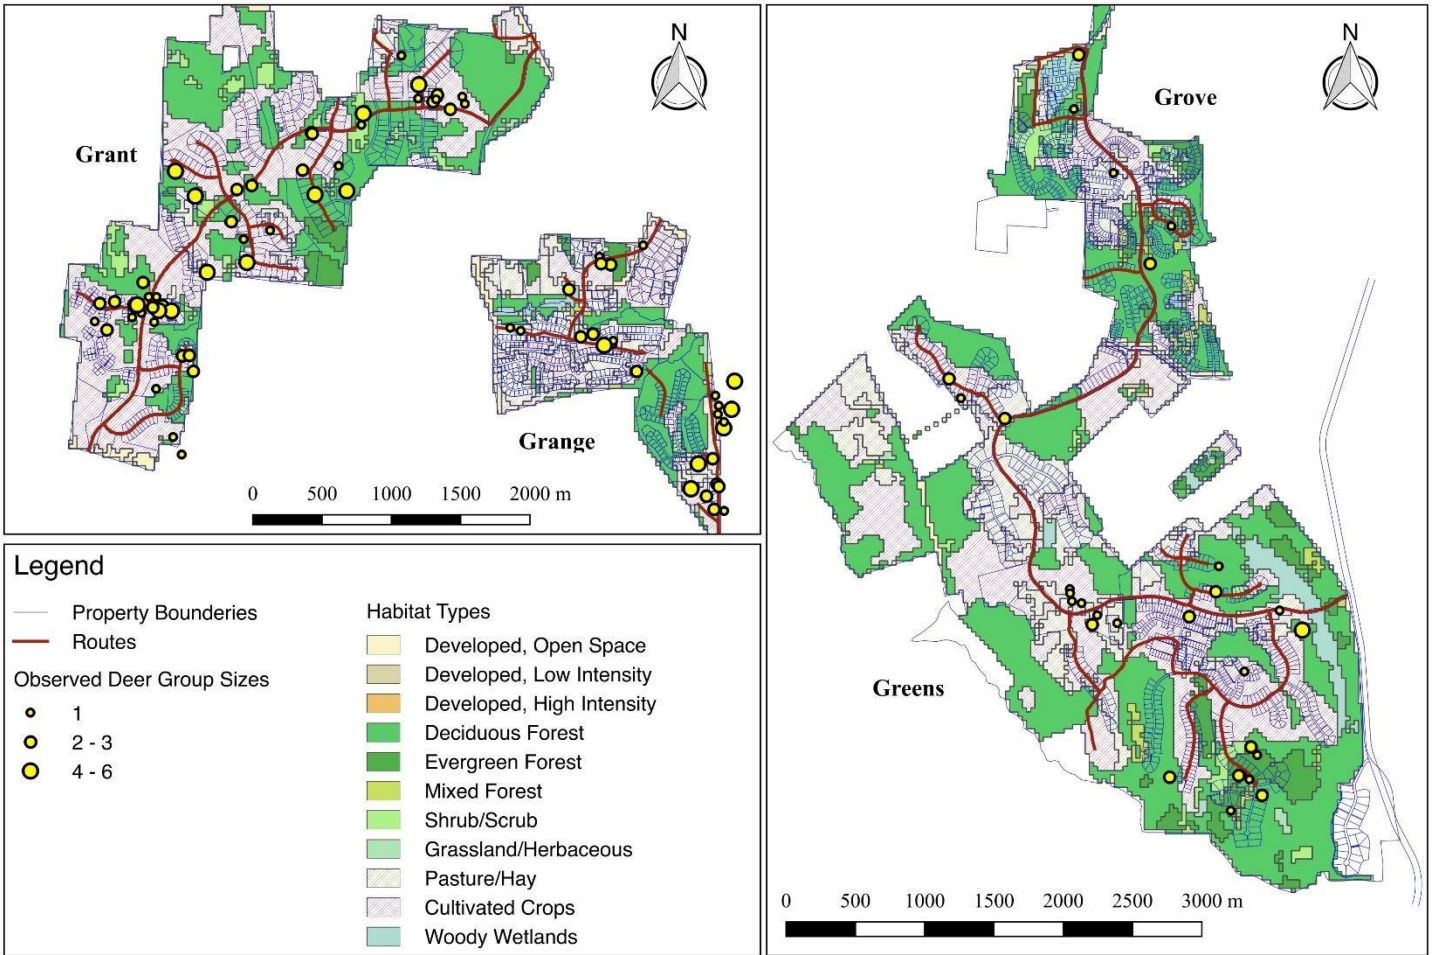 N
Grant
Grange
0 500 1000 1500 2000 m
N
Grove
Greens
0 500 1000 1500 2000 2500 3000 m
Legend
Property Bounderies
Routes
Observed Deer Group Sizes
1
2 - 3
4 - 6
Habitat Types
Developed, Open Space
Developed, Low Intensity
Developed, High Intensity
Deciduous Forest
Evergreen Forest
Mixed Forest
Shrub/Scrub
Grassland/Herbaceous
Pasture/Hay
Cultivated Crops
Woody Wetlands